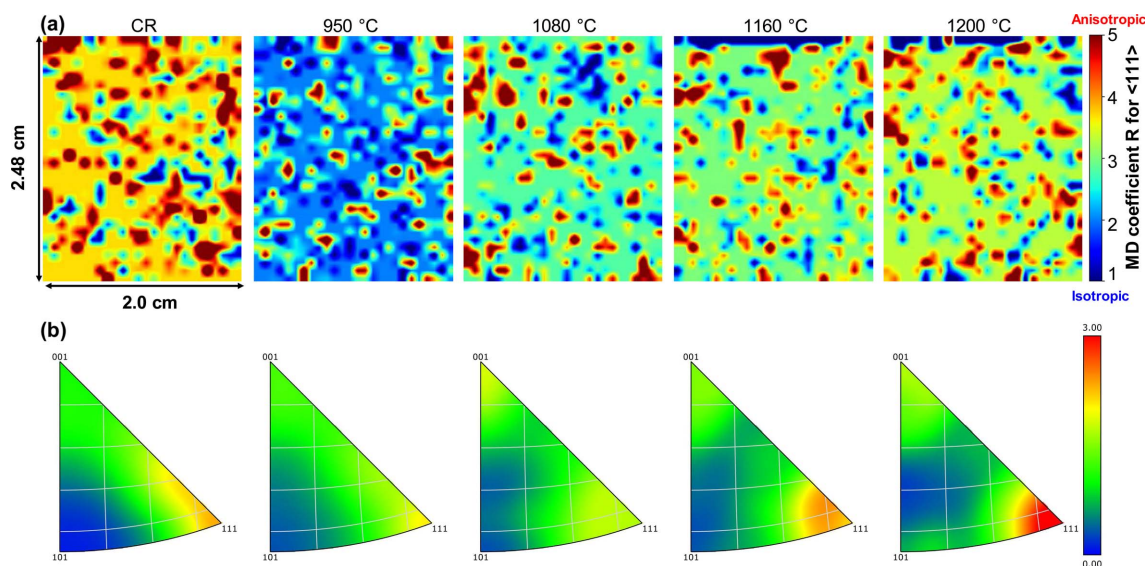 (a) CR 950 °C 1080 °C 1160 °C 1200 °C Anisotropic
5
4
3
2
1
MD coefficient R for <111>
Isotropic
2.48 cm
2.0 cm
(b)
001 001 001 001 001
111 111 111 111 111
101 101 101 101 101
3.00
0.00